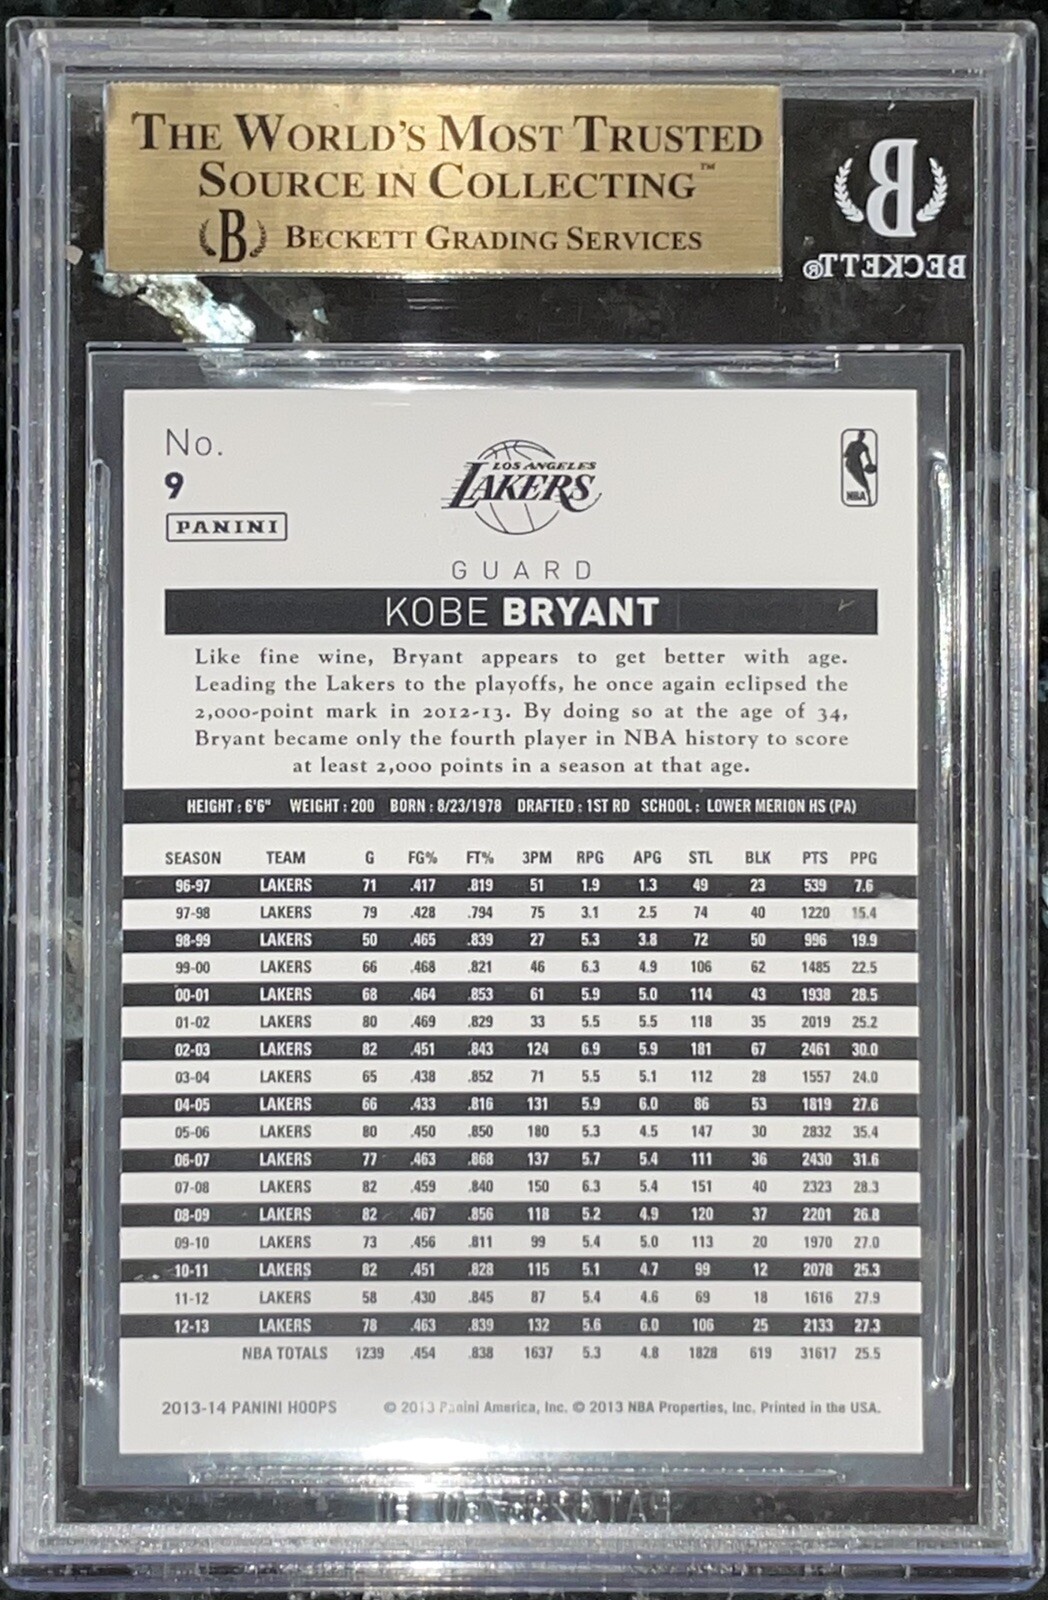 THE WORLD'S MOST TRUSTED
SOURCE IN COLLECTING™
B BECKETT GRADING SERVICES
B
BECKETT®
No.
9
PANINI
LOS ANGELES
LAKERS
NBA
GUARD
KOBE BRYANT
Like fine wine, Bryant appears to get better with age.
Leading the Lakers to the playoffs, he once again eclipsed the
2,000-point mark in 2012-13. By doing so at the age of 34,
Bryant became only the fourth player in NBA history to score
at least 2,000 points in a season at that age.
HEIGHT : 6'6" WEIGHT : 200 BORN : 8/23/1978 DRAFTED : 1ST RD SCHOOL : LOWER MERION HS (PA)
SEASON TEAM G FG% FT% 3PM RPG APG STL BLK PTS PPG
96-97 LAKERS 71 .417 .819 51 1.9 1.3 49 23 539 7.6
97-98 LAKERS 79 .428 .794 75 3.1 2.5 74 40 1220 15.4
98-99 LAKERS 50 .465 .839 27 5.3 3.8 72 50 996 19.9
99-00 LAKERS 66 .468 .821 46 6.3 4.9 106 62 1485 22.5
00-01 LAKERS 68 .464 .853 61 5.9 5.0 114 43 1938 28.5
01-02 LAKERS 80 .469 .829 33 5.5 5.5 118 35 2019 25.2
02-03 LAKERS 82 .451 .843 124 6.9 5.9 181 67 2461 30.0
03-04 LAKERS 65 .438 .852 71 5.5 5.1 112 28 1557 24.0
04-05 LAKERS 66 .433 .816 131 5.9 6.0 86 53 1819 27.6
05-06 LAKERS 80 .450 .850 180 5.3 4.5 147 30 2832 35.4
06-07 LAKERS 77 .463 .868 137 5.7 5.4 111 36 2430 31.6
07-08 LAKERS 82 .459 .840 150 6.3 5.4 151 40 2323 28.3
08-09 LAKERS 82 .467 .856 118 5.2 4.9 120 37 2201 26.8
09-10 LAKERS 73 .456 .811 99 5.4 5.0 113 20 1970 27.0
10-11 LAKERS 82 .451 .828 115 5.1 4.7 99 12 2078 25.3
11-12 LAKERS 58 .430 .845 87 5.4 4.6 69 18 1616 27.9
12-13 LAKERS 78 .463 .839 132 5.6 6.0 106 25 2133 27.3
NBA TOTALS 1239 .454 .838 1637 5.3 4.8 1828 619 31617 25.5
2013-14 PANINI HOOPS © 2013 Panini America, Inc. © 2013 NBA Properties, Inc. Printed in the USA.